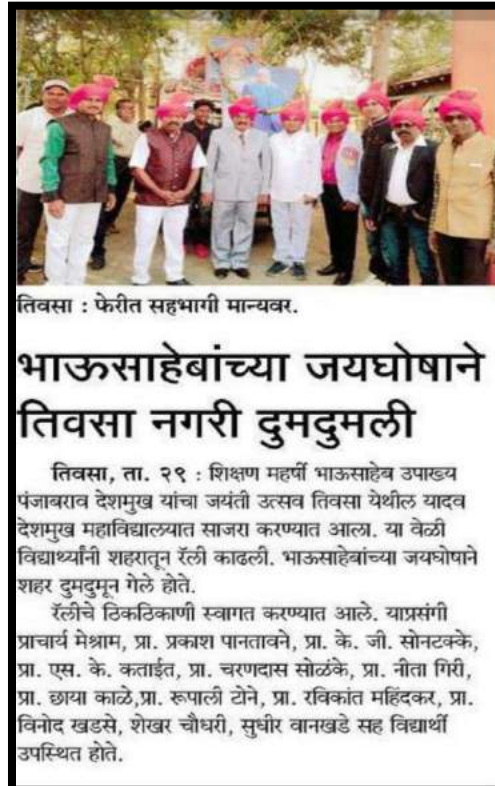 तिवसा : फेरीत सहभागी मान्यवर.
भाऊसाहेबांच्या जयघोषाने
तिवसा नगरी दुमदुमली
तिवसा, ता. २९ : शिक्षण महर्षी भाऊसाहेब उपाख्य
पंजाबराव देशमुख यांचा जयंती उत्सव तिवसा येथील यादव
देशमुख महाविद्यालयात साजरा करण्यात आला. या वेळी
विद्यार्थ्यांनी शहरातून रॅली काढली. भाऊसाहेबांच्या जयघोषाने
शहर दुमदुमून गेले होते.
रॅलीचे ठिकठिकाणी स्वागत करण्यात आले. याप्रसंगी
प्राचार्य मेश्राम, प्रा. प्रकाश पानतावने, प्रा. के. जी. सोनटक्के,
प्रा. एस. के. कताईत, प्रा. चरणदास सोळंके, प्रा. नीता गिरी,
प्रा. छाया काळे,प्रा. रूपाली टोने, प्रा. रविकांत महिंदकर, प्रा.
विनोद खडसे, शेखर चौधरी, सुधीर वानखडे सह विद्यार्थी
उपस्थित होते.